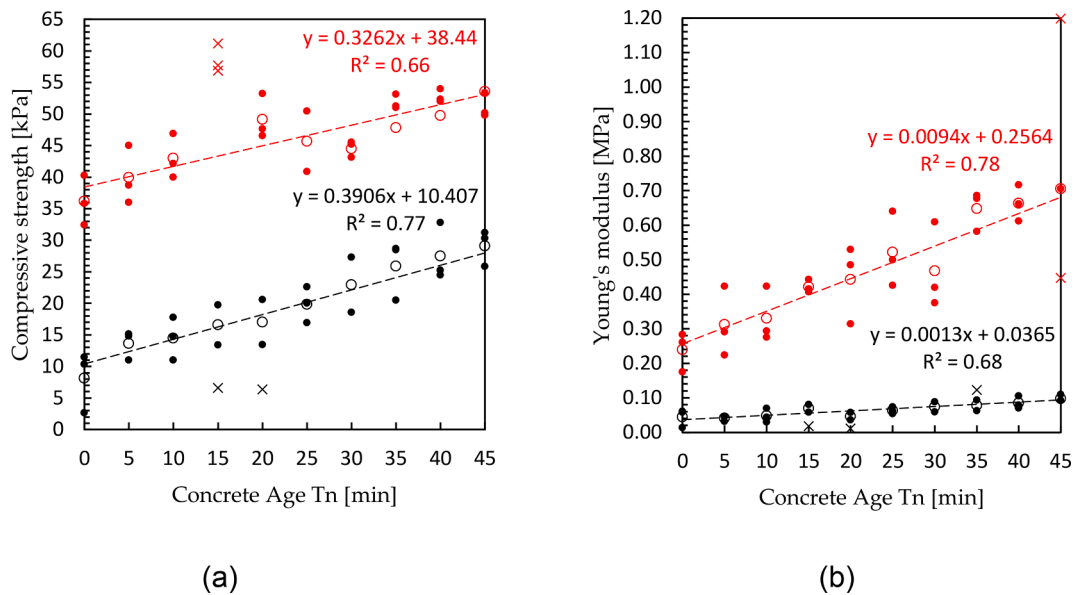 65
60
55
50
45
40
35
30
25
20
15
10
5
0
Compressive strength [kPa]
y = 0.3262x + 38.44
R² = 0.66
y = 0.3906x + 10.407
R² = 0.77
0 5 10 15 20 25 30 35 40 45
Concrete Age Tn [min]
(a)
1.20
1.10
1.00
0.90
0.80
0.70
0.60
0.50
0.40
0.30
0.20
0.10
0.00
Young's modulus [MPa]
y = 0.0094x + 0.2564
R² = 0.78
y = 0.0013x + 0.0365
R² = 0.68
0 5 10 15 20 25 30 35 40 45
Concrete Age Tn [min]
(b)